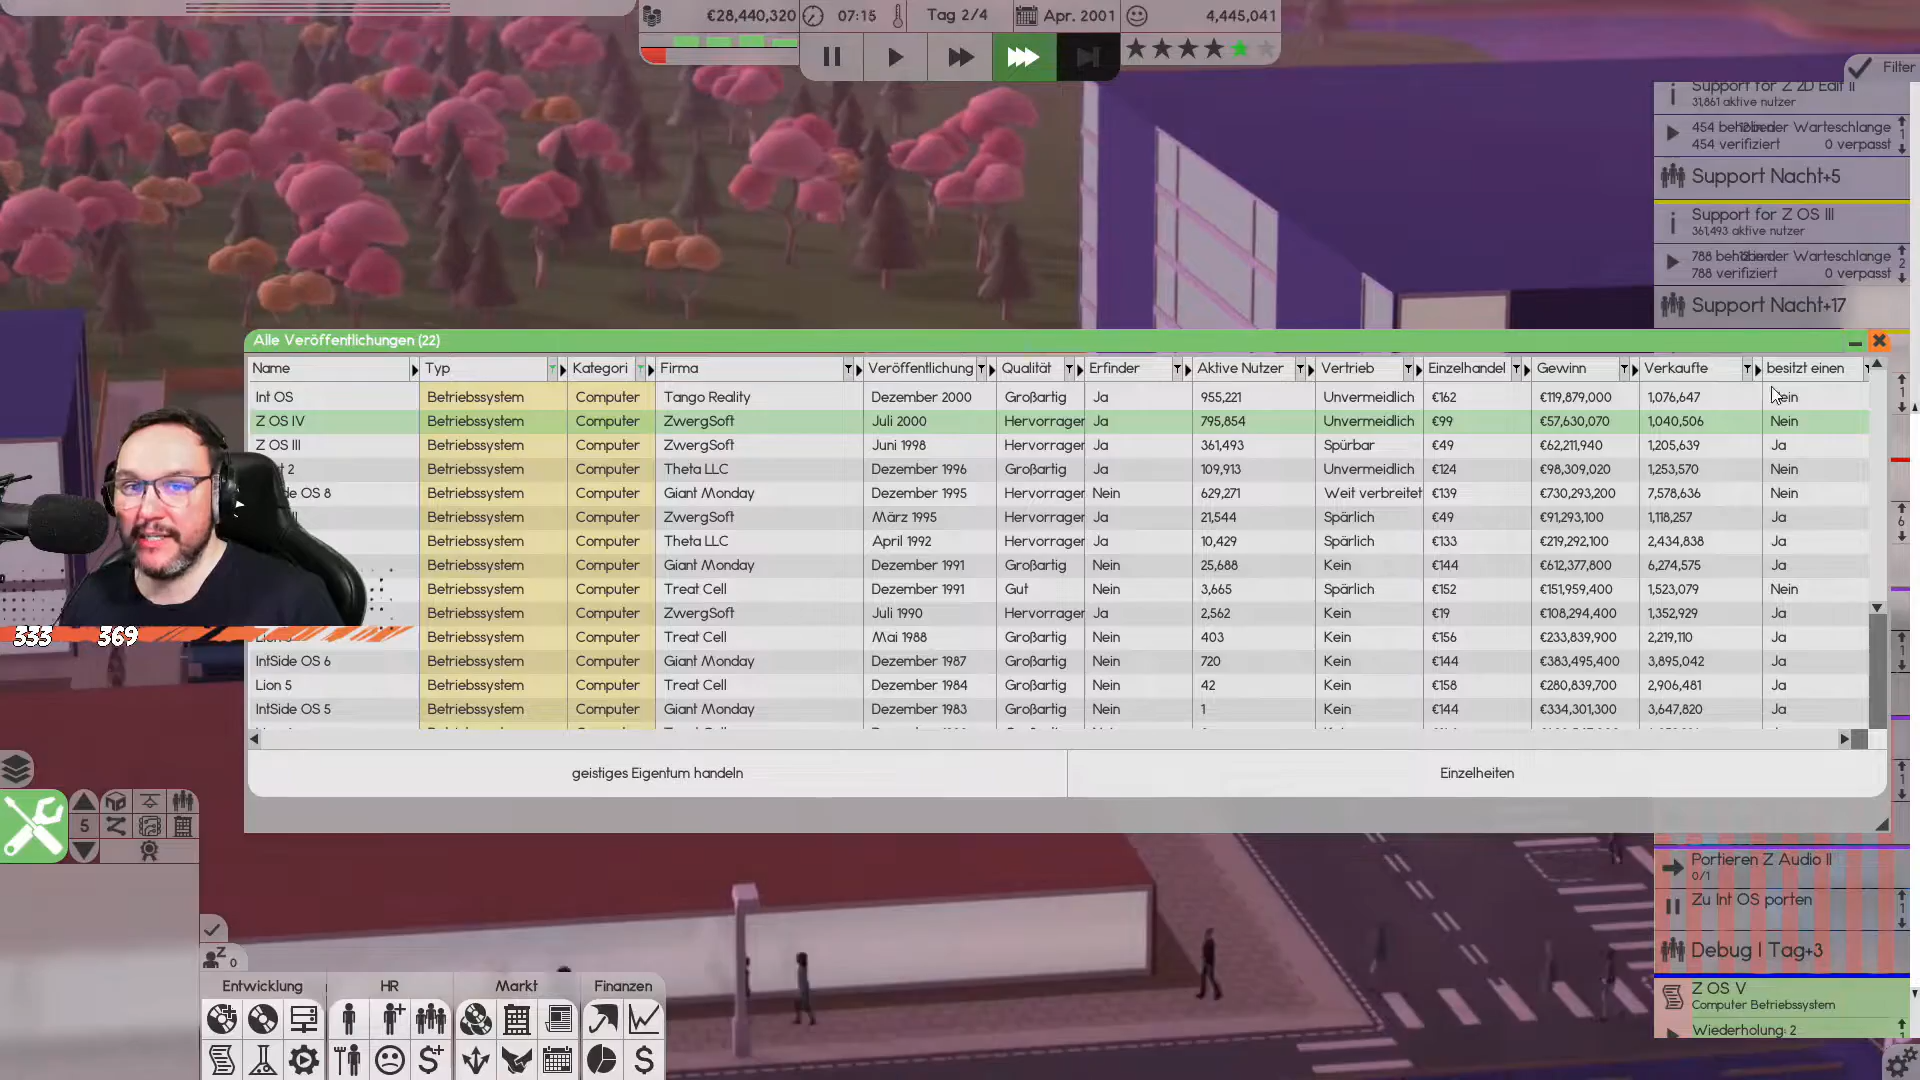 €28,440,320
07:15
Tag 2/4
Apr. 2001
4,445,041
Filter
Support for Z 2D Edit II
31,861 aktive nutzer
454 verifiziert 0 verpasst
Support Nacht+5
Support for Z OS III
361,493 aktive nutzer
788 verifiziert 0 verpasst
Support Nacht+17
Alle Veröffentlichungen (22)
Name Typ Kategori Firma Veröffentlichung Qualität Erfinder Aktive Nutzer Vertrieb Einzelhandel Gewinn Verkaufte besitzt einen
Int OS Betriebssystem Computer Tango Reality Dezember 2000 Großartig Ja 955,221 Unvermeidlich €162 €119,879,000 1,076,647
Z OS IV Betriebssystem Computer ZwergSoft Juli 2000 Hervorrager Ja 795,854 Unvermeidlich €99 €57,630,070 1,040,506 Nein
Z OS III Betriebssystem Computer ZwergSoft Juni 1998 Hervorrager Ja 361,493 Spürbar €49 €62,211,940 1,205,639 Ja
2 Betriebssystem Computer Theta LLC Dezember 1996 Großartig Ja 109,913 Unvermeidlich €124 €98,309,020 1,253,570 Nein
de OS 8 Betriebssystem Computer Giant Monday Dezember 1995 Hervorrager Nein 629,271 Weit verbreitet €139 €730,293,200 7,578,636 Nein
Betriebssystem Computer ZwergSoft März 1995 Hervorrager Ja 21,544 Spärlich €49 €91,293,100 1,118,257 Ja
Betriebssystem Computer Theta LLC April 1992 Hervorrager Ja 10,429 Spärlich €133 €219,292,100 2,434,838 Ja
Betriebssystem Computer Giant Monday Dezember 1991 Großartig Nein 25,688 Kein €144 €612,377,800 6,274,575 Ja
Betriebssystem Computer Treat Cell Dezember 1991 Gut Nein 3,665 Spärlich €152 €151,959,400 1,523,079 Nein
Betriebssystem Computer ZwergSoft Juli 1990 Hervorrager Ja 2,562 Kein €19 €108,294,400 1,352,929 Ja
Betriebssystem Computer Treat Cell Mai 1988 Großartig Nein 403 Kein €156 €233,839,900 2,219,110 Ja
IntSide OS 6 Betriebssystem Computer Giant Monday Dezember 1987 Großartig Nein 720 Kein €144 €383,495,400 3,895,042 Ja
Lion 5 Betriebssystem Computer Treat Cell Dezember 1984 Großartig Nein 42 Kein €158 €280,839,700 2,906,481 Ja
IntSide OS 5 Betriebssystem Computer Giant Monday Dezember 1983 Großartig Nein 1 Kein €144 €334,301,300 3,647,820 Ja
geistiges Eigentum handeln
Einzelheiten
333 369
5
Portieren Z Audio II
0/1
Zu Int OS porten
Debug I Tag+3
Z OS V
Computer Betriebssystem
Wiederholung: 2
0
Entwicklung HR Markt Finanzen